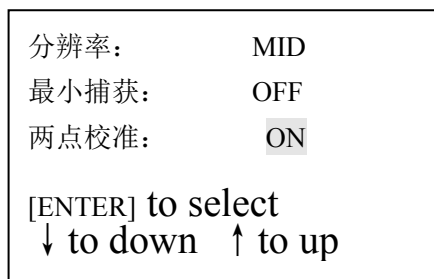 分辨率： MID
最小捕获： OFF
两点校准： ON
[ENTER] to select
↓ to down ↑ to up